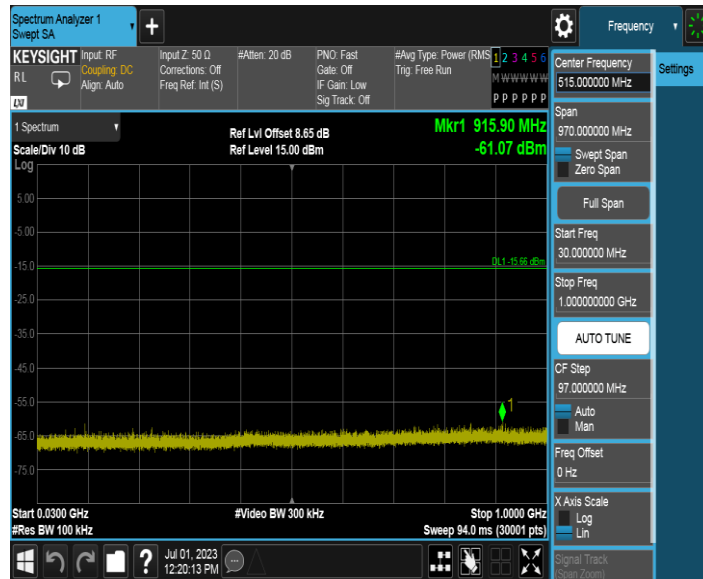 Spectrum Analyzer 1
Swept SA
+
Frequency
KEYSIGHT
RL
LXI
Input: RF
Coupling: DC
Align: Auto
Input Z: 50 Ω
Corrections: Off
Freq Ref: Int (S)
#Atten: 20 dB
PNO: Fast
Gate: Off
IF Gain: Low
Sig Track: Off
#Avg Type: Power (RMS
Trig: Free Run
1 2 3 4 5 6
M W W W W W
P P P P P P
1 Spectrum
Scale/Div 10 dB
Log
Ref Lvl Offset 8.65 dB
Ref Level 15.00 dBm
Mkr1 915.90 MHz
-61.07 dBm
5.00
-5.00
-15.0
DL1 -15.66 dBm
-25.0
-35.0
-45.0
-55.0
1
-65.0
-75.0
Start 0.0300 GHz
#Video BW 300 kHz
Stop 1.0000 GHz
#Res BW 100 kHz
Sweep 94.0 ms (30001 pts)
?
Jul 01, 2023
12:20:13 PM
Center Frequency
515.000000 MHz
Settings
Span
970.000000 MHz
Swept Span
Zero Span
Full Span
Start Freq
30.000000 MHz
Stop Freq
1.000000000 GHz
AUTO TUNE
CF Step
97.000000 MHz
Auto
Man
Freq Offset
0 Hz
X Axis Scale
Log
Lin
Signal Track
(Span Zoom)